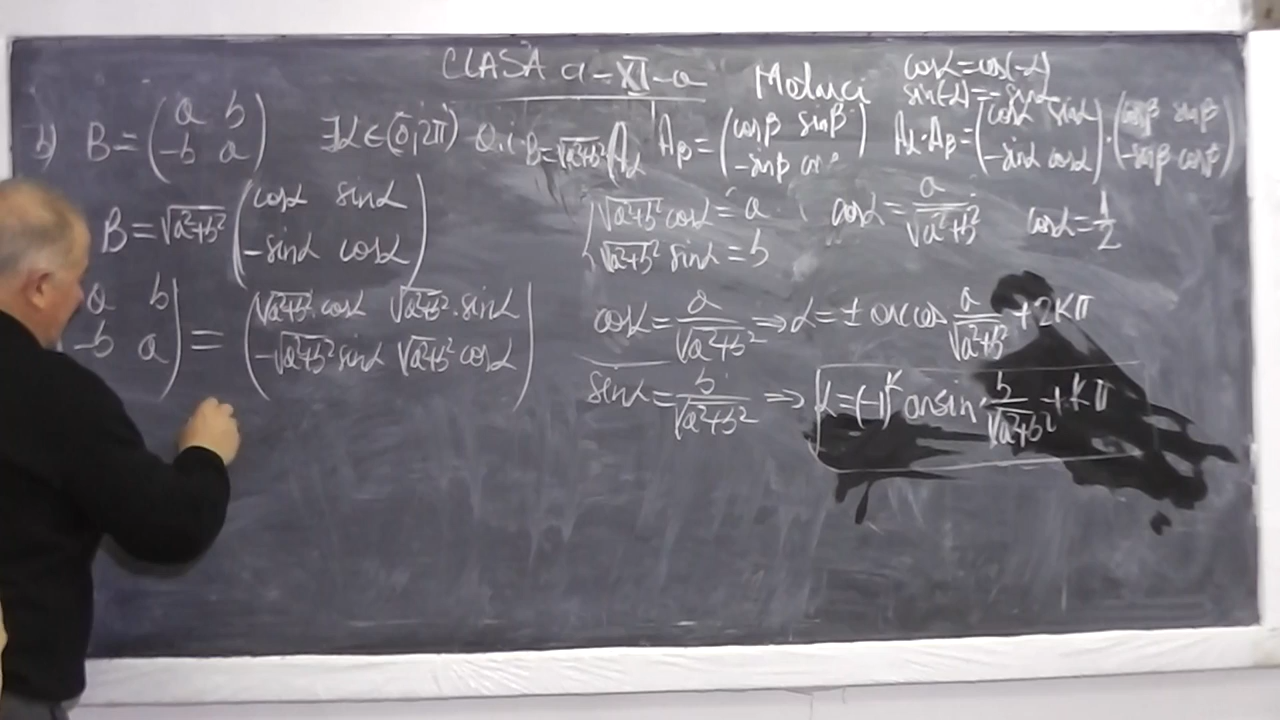 CLASA a-XI-a Matrici
cosα=cos(-α)
sin(-α)=-sinα
b) B=(a b
-b a) ∃α∈(0,2π) a.î. B=√a²+b² Aα Aβ=(cosβ sinβ
-sinβ cosβ) Aα·Aβ=(cosα sinα
-sinα cosα)·(cosβ sinβ
-sinβ cosβ)
B=√a²+b² (cosα sinα
-sinα cosα)
{√a²+b² cosα=a
√a²+b² sinα=b
cosα=a/√a²+b² cosα=1/2
a b
-b a) = (√a²+b² cosα √a²+b²·sinα
-√a²+b² sinα √a²+b² cosα)
cosα=a/√a²+b² ⇒ α=± arccos a/√a²+b² +2Kπ
sinα=b/√a²+b² ⇒ α=(-1)^K arcsin b/√a²+b² +Kπ